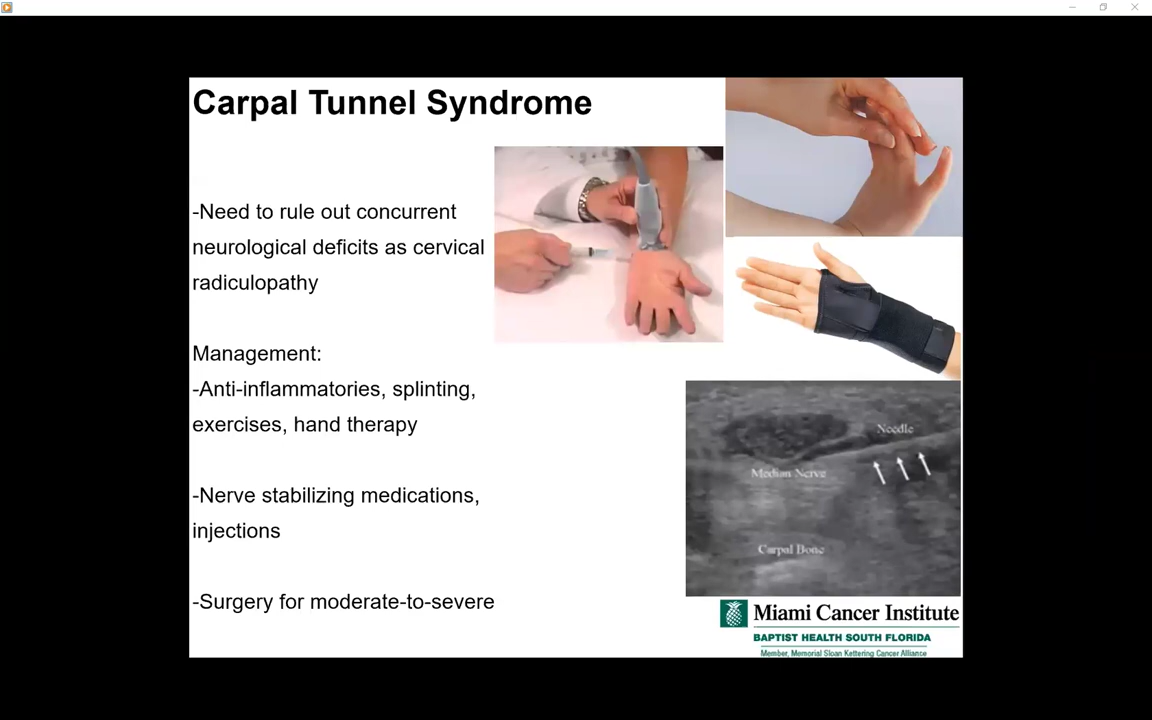 Carpal Tunnel Syndrome
-Need to rule out concurrent
neurological deficits as cervical
radiculopathy
Management:
-Anti-inflammatories, splinting,
exercises, hand therapy
-Nerve stabilizing medications,
injections
-Surgery for moderate-to-severe
Needle
Median Nerve
Carpal Bone
Miami Cancer Institute
BAPTIST HEALTH SOUTH FLORIDA
Member, Memorial Sloan Kettering Cancer Alliance